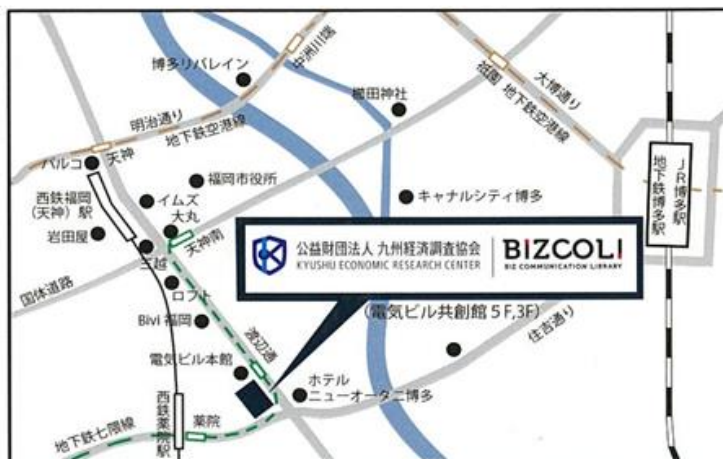 博多リバレイン
中洲川端
櫛田神社
祇園
地下鉄空港線
大博通り
明治通り
地下鉄空港線
パルコ
天神
西鉄福岡
(天神)駅
岩田屋
イムズ
福岡市役所
大丸
天神南
三越
キャナルシティ博多
JR博多駅
地下鉄博多駅
公益財団法人 九州経済調査協会
KYUSHU ECONOMIC RESEARCH CENTER
BIZCOLI
BIZ COMMUNICATION LIBRARY
(電気ビル共創館5F,3F)
国体道路
ロフト
Bivi 福岡
渡辺通
住吉通り
電気ビル本館
ホテル
ニューオータニ博多
西鉄薬院駅
薬院
地下鉄七隈線